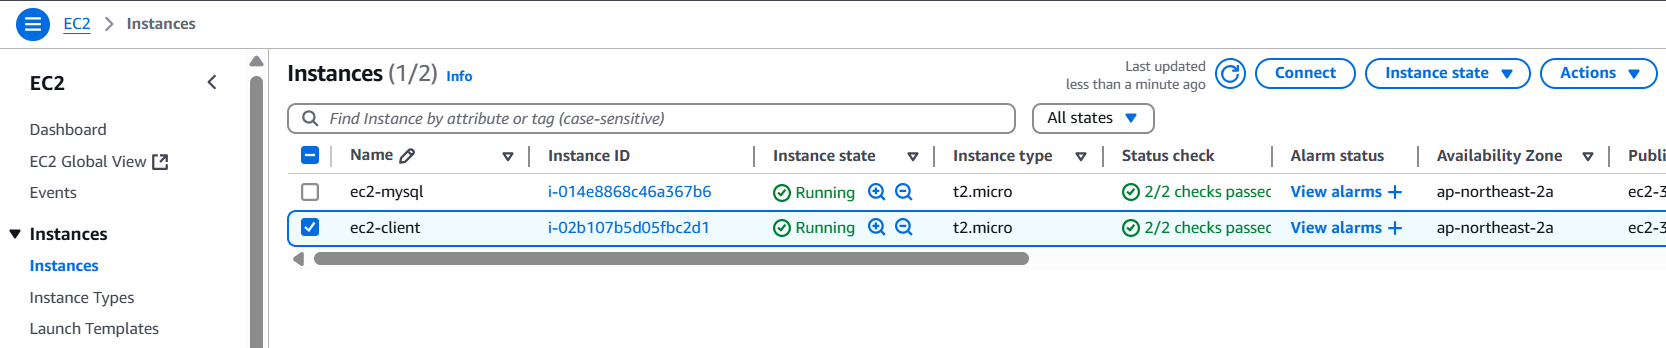 EC2 Instances
EC2
Dashboard
EC2 Global View
Events
Instances
Instances
Instance Types
Launch Templates
Instances (1/2) Info
Last updated
less than a minute ago
Connect
Instance state
Actions
Find Instance by attribute or tag (case-sensitive)
All states
Name Instance ID Instance state Instance type Status check Alarm status Availability Zone Publi
ec2-mysql i-014e8868c46a367b6 Running t2.micro 2/2 checks passec View alarms + ap-northeast-2a ec2-3
ec2-client i-02b107b5d05fbc2d1 Running t2.micro 2/2 checks passec View alarms + ap-northeast-2a ec2-3